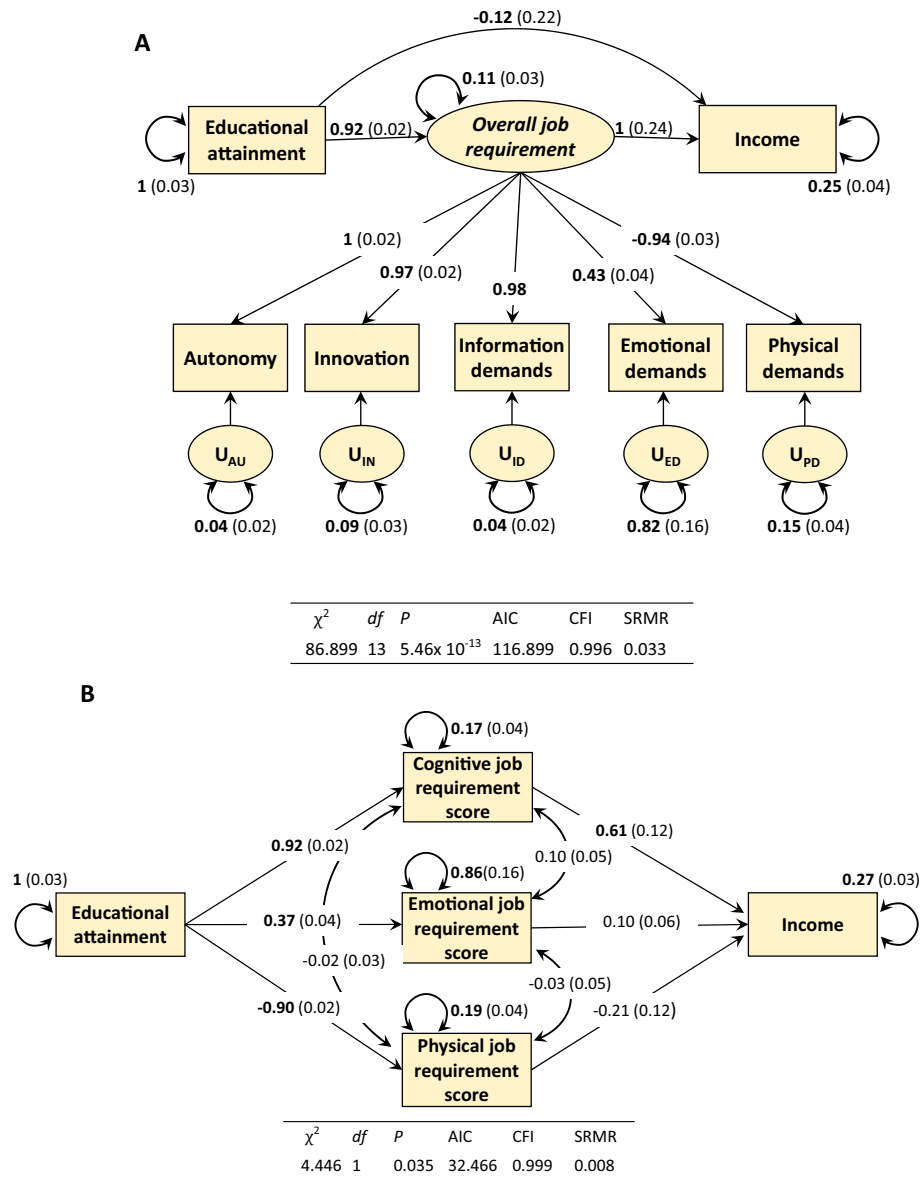 A
-0.12 (0.22)
0.11 (0.03)
Educational
attainment
0.92 (0.02)
Overall job
requirement
1 (0.24)
Income
1 (0.03)
0.25 (0.04)
1 (0.02)
-0.94 (0.03)
0.97 (0.02)
0.98
0.43 (0.04)
Autonomy
Innovation
Information
demands
Emotional
demands
Physical
demands
U_AU
U_IN
U_ID
U_ED
U_PD
0.04 (0.02)
0.09 (0.03)
0.04 (0.02)
0.82 (0.16)
0.15 (0.04)
χ² df P AIC CFI SRMR
86.899 13 5.46x 10⁻¹³ 116.899 0.996 0.033
B
0.17 (0.04)
Cognitive job
requirement
score
0.92 (0.02)
0.61 (0.12)
0.10 (0.05)
1 (0.03)
0.86(0.16)
0.27 (0.03)
Educational
attainment
0.37 (0.04)
Emotional job
requirement
score
0.10 (0.06)
Income
-0.02 (0.03)
-0.03 (0.05)
-0.90 (0.02)
0.19 (0.04)
-0.21 (0.12)
Physical job
requirement
score
χ² df P AIC CFI SRMR
4.446 1 0.035 32.466 0.999 0.008